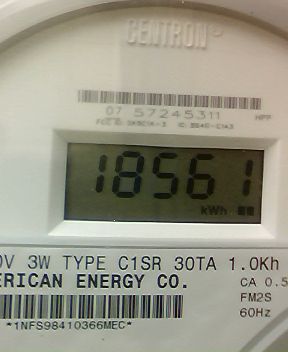 CENTRON®
07 57245311
HPP
18561
kWh
0V 3W TYPE C1SR 30TA 1.0Kh
ERICAN ENERGY CO.
CA 0.5
FM2S
60Hz
*1NFS98410366MEC*